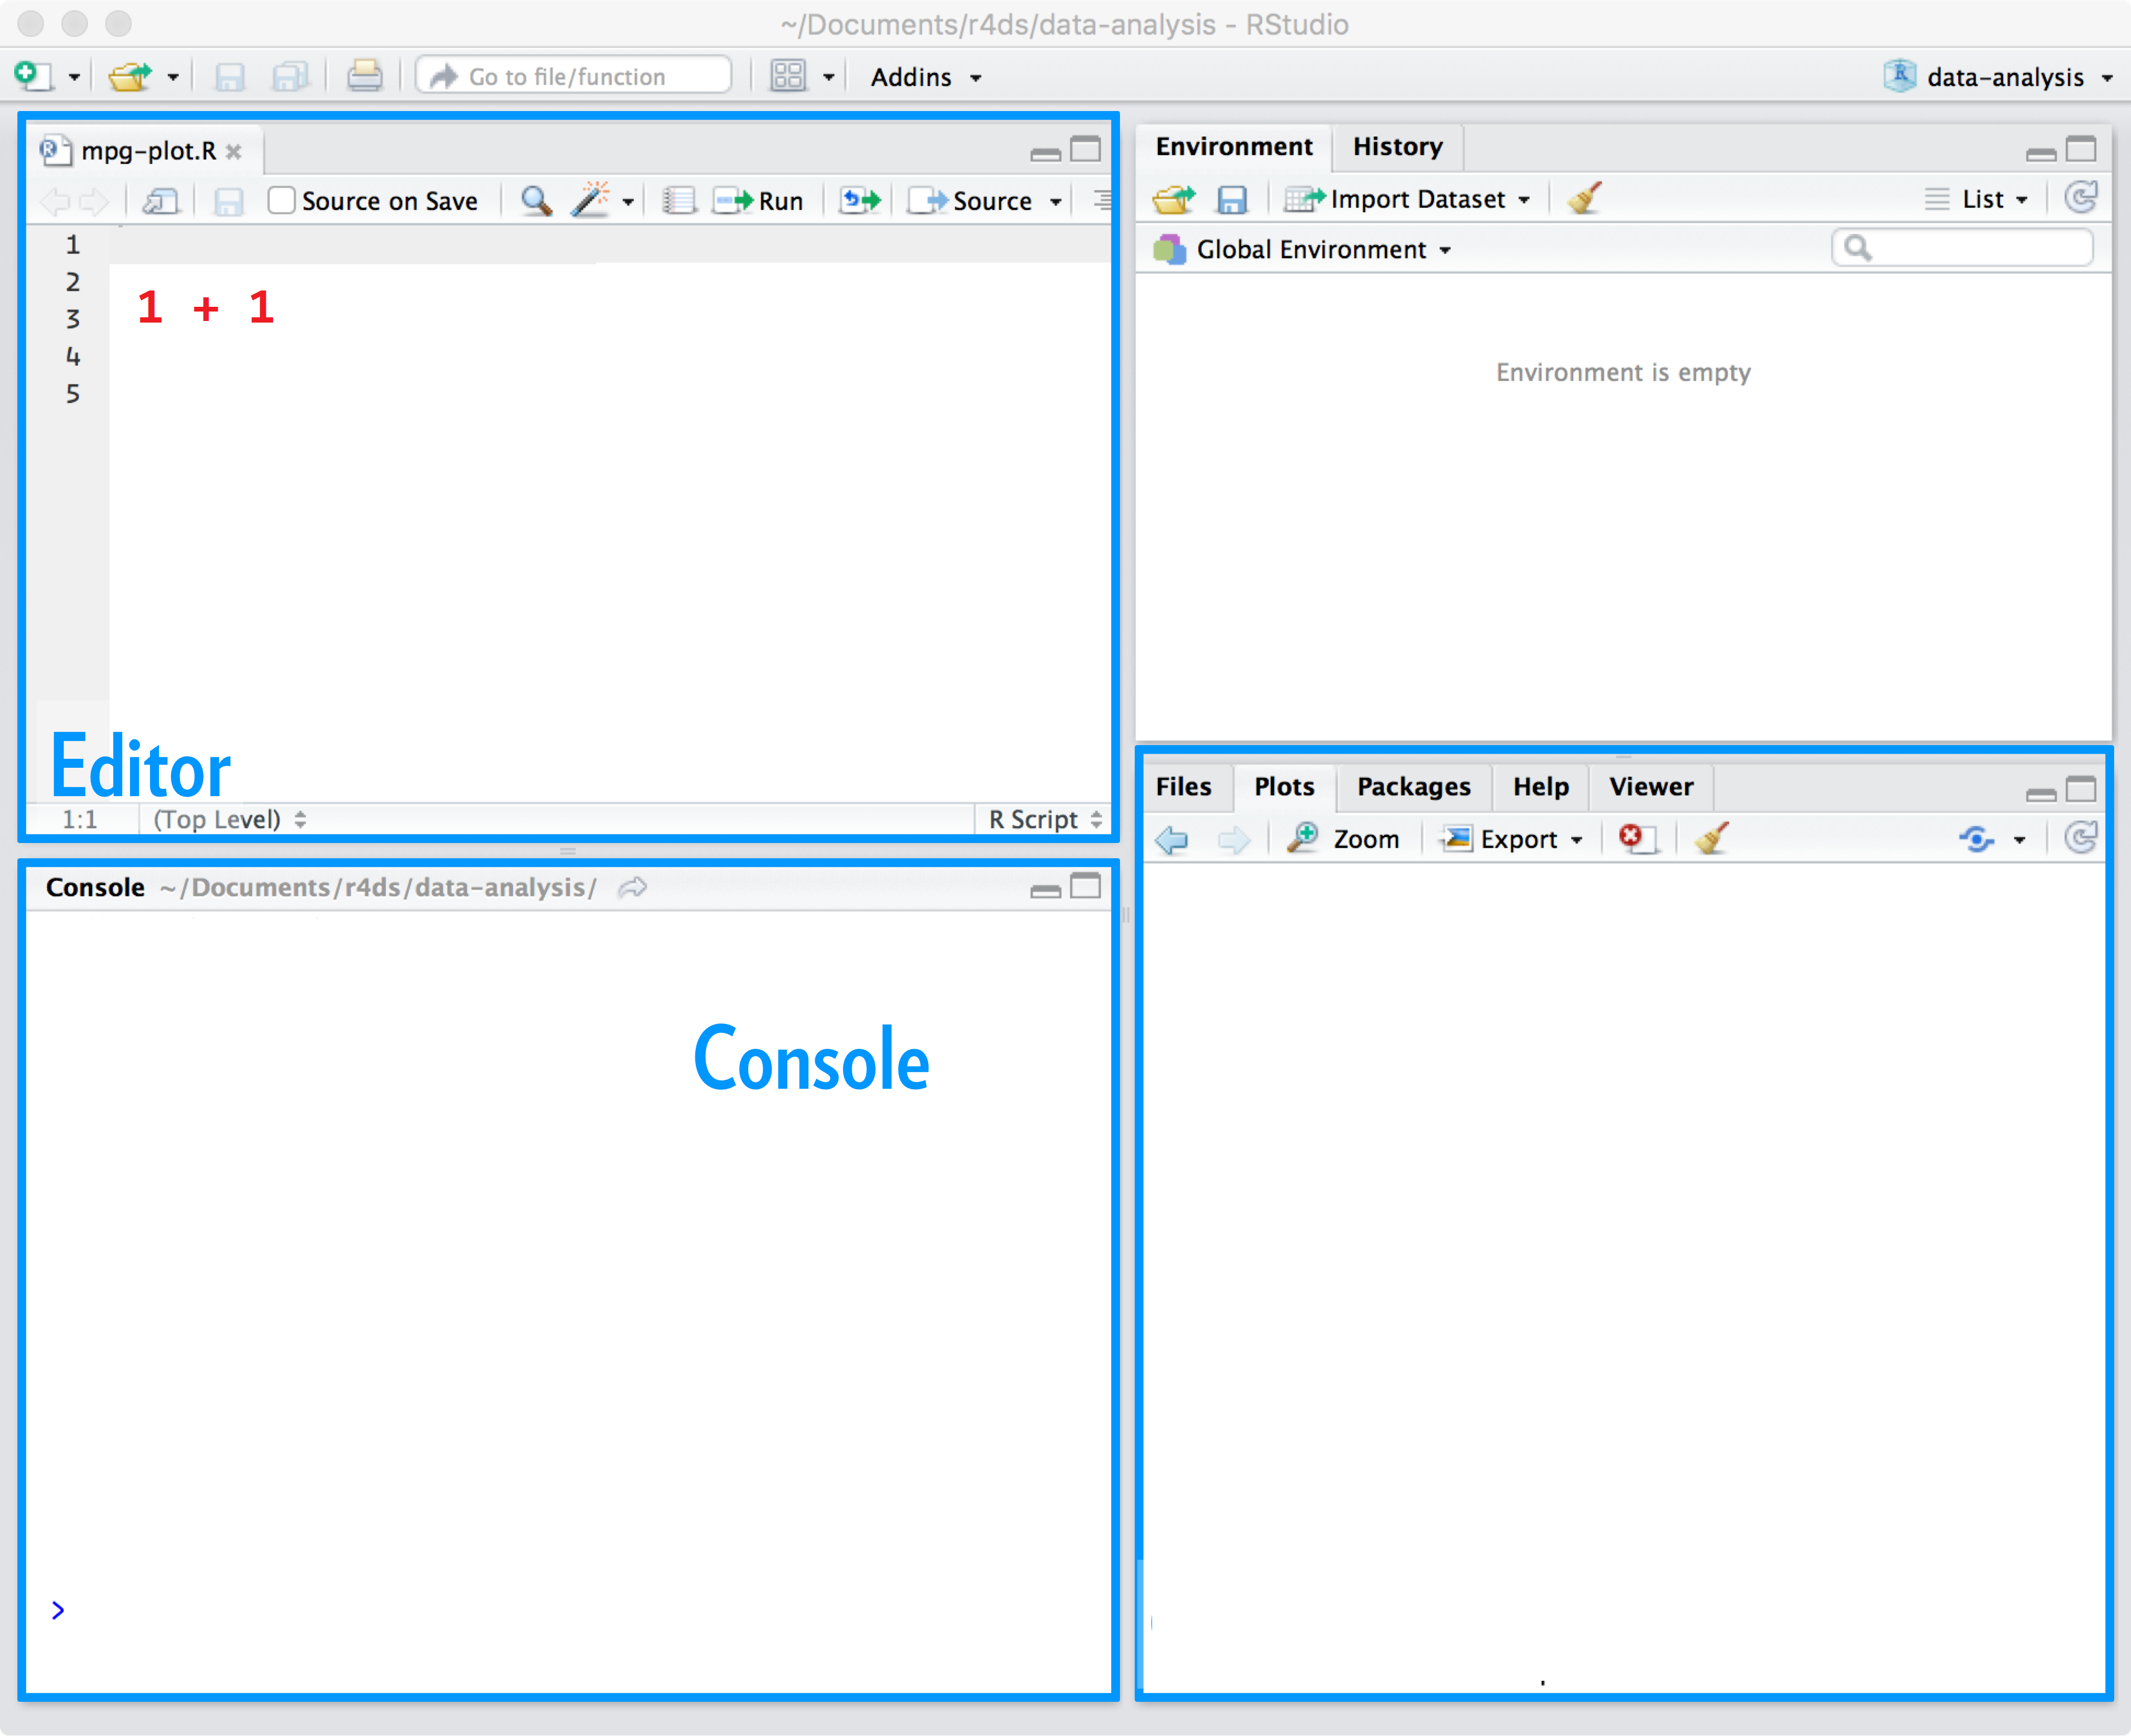 ~/Documents/r4ds/data-analysis - RStudio
Go to file/function
Addins
data-analysis
mpg-plot.R
Source on Save
Run
Source
1
2
3
4
5
1 + 1
Editor
1:1
(Top Level)
R Script
Environment
History
Import Dataset
List
Global Environment
Environment is empty
Console ~/Documents/r4ds/data-analysis/
Console
>
Files
Plots
Packages
Help
Viewer
Zoom
Export